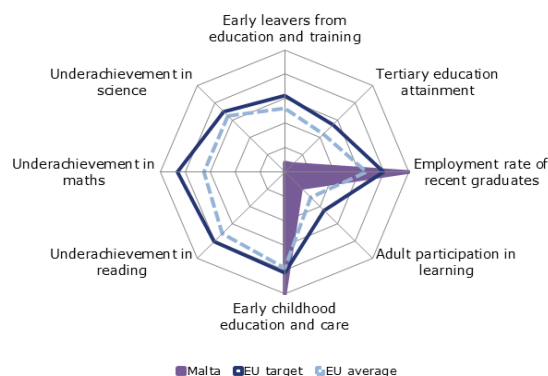 Early leavers from
education and training
Tertiary education
attainment
Employment rate of
recent graduates
Adult participation in
learning
Early childhood
education and care
Underachievement in
reading
Underachievement in
maths
Underachievement in
science
Malta EU target EU average